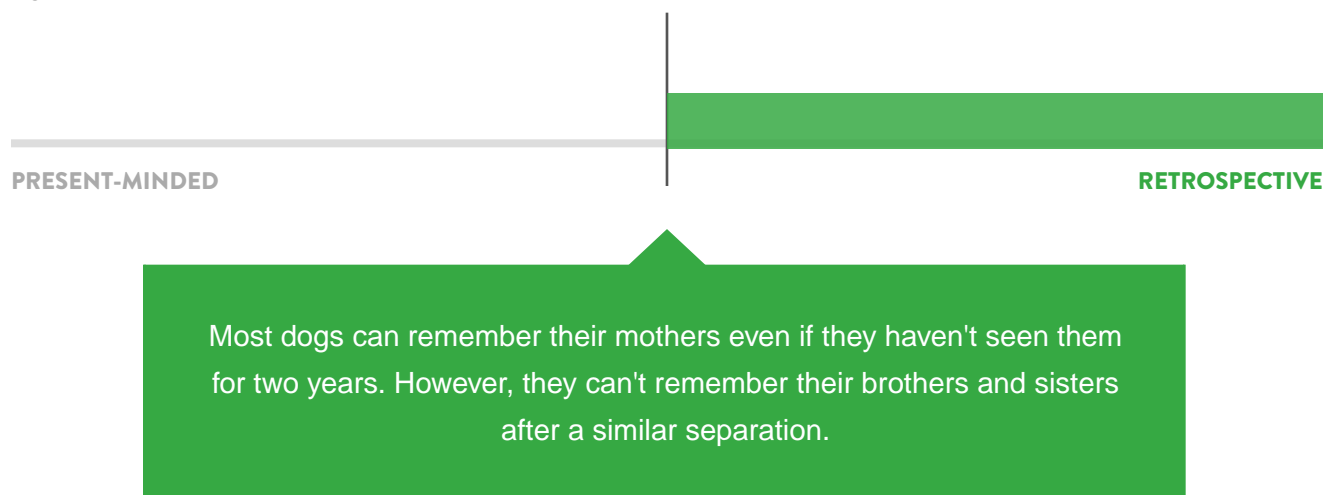 PRESENT-MINDED
RETROSPECTIVE
Most dogs can remember their mothers even if they haven't seen them
for two years. However, they can't remember their brothers and sisters
after a similar separation.